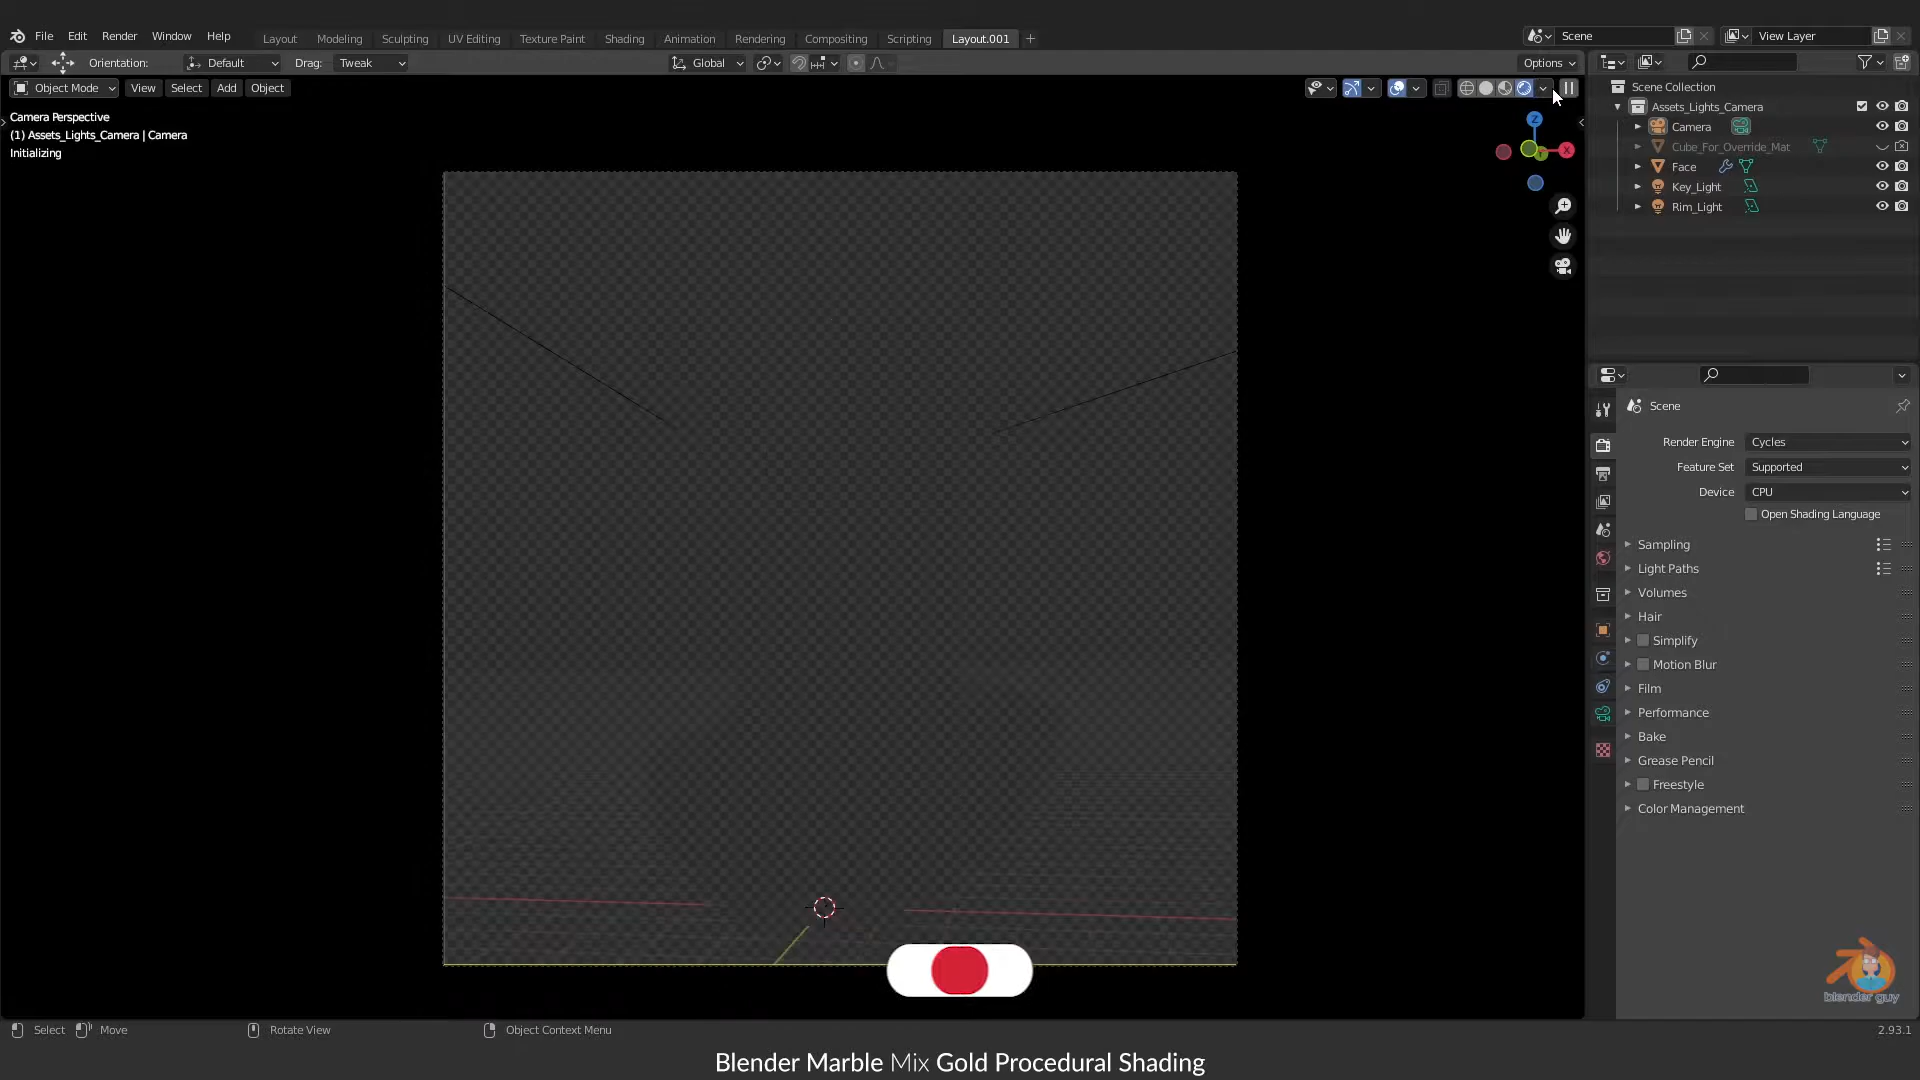 File Edit Render Window Help Layout Modeling Sculpting UV Editing Texture Paint Shading Animation Rendering Compositing Scripting Layout.001 + Scene View Layer
Orientation: Default Drag: Tweak Global Options
Object Mode View Select Add Object
Camera Perspective
(1) Assets_Lights_Camera | Camera
Initializing
Z
X
Scene Collection
Assets_Lights_Camera
Camera
Cube_For_Override_Mat
Face
Key_Light
Rim_Light
Scene
Render Engine Cycles
Feature Set Supported
Device CPU
Open Shading Language
Sampling
Light Paths
Volumes
Hair
Simplify
Motion Blur
Film
Performance
Bake
Grease Pencil
Freestyle
Color Management
blender guy
Select Move Rotate View Object Context Menu 2.93.1
Blender Marble Mix Gold Procedural Shading